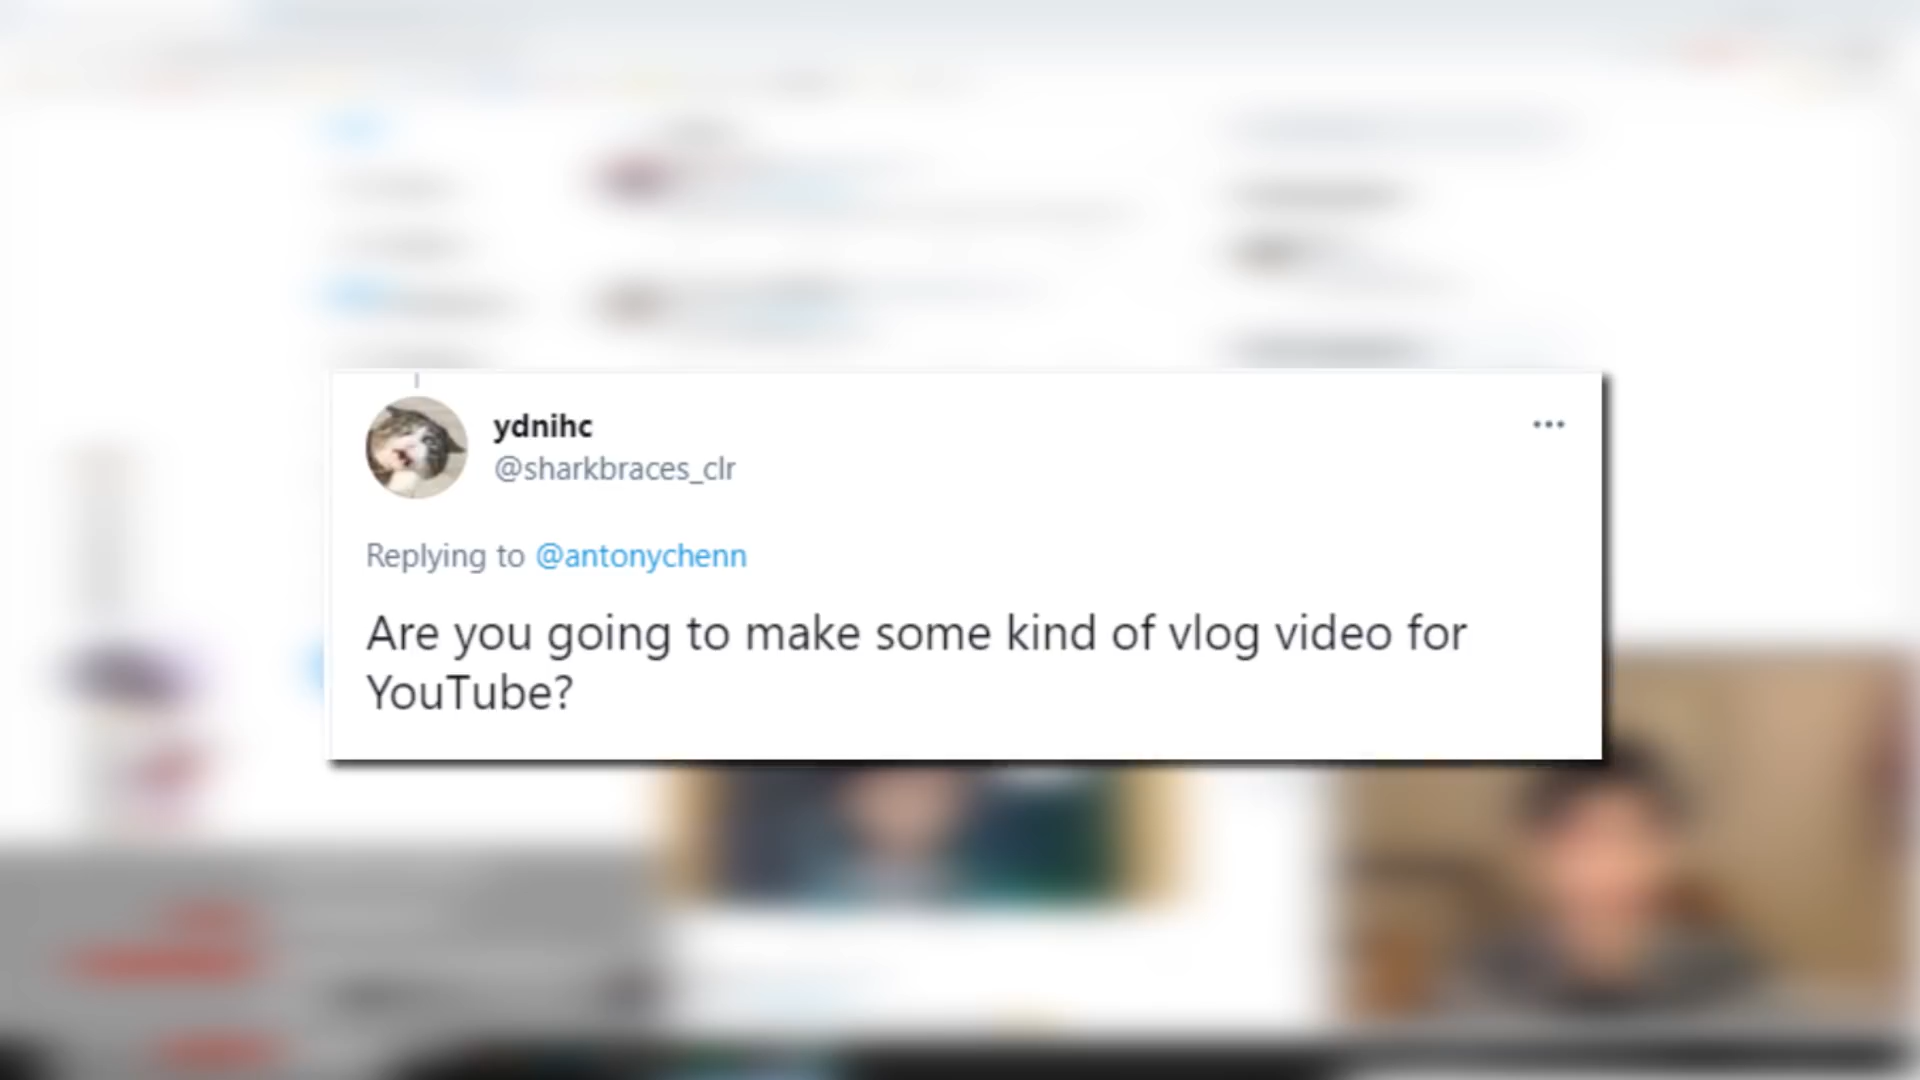 ydnihc
@sharkbraces_clr
Replying to @antonychenn
Are you going to make some kind of vlog video for
YouTube?